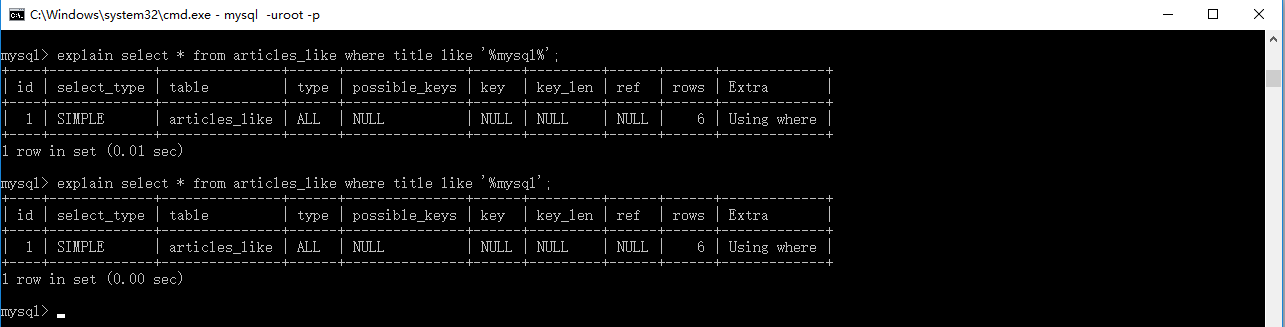 C:\Windows\system32\cmd.exe - mysql  -uroot -p
mysql> explain select * from articles_like where title like '%mysql%';
+----+-------------+---------------+------+---------------+------+---------+------+------+-------------+
| id | select_type | table         | type | possible_keys | key  | key_len | ref  | rows | Extra       |
+----+-------------+---------------+------+---------------+------+---------+------+------+-------------+
|  1 | SIMPLE      | articles_like | ALL  | NULL          | NULL | NULL    | NULL |    6 | Using where |
+----+-------------+---------------+------+---------------+------+---------+------+------+-------------+
1 row in set (0.01 sec)
mysql> explain select * from articles_like where title like '%mysql';
+----+-------------+---------------+------+---------------+------+---------+------+------+-------------+
| id | select_type | table         | type | possible_keys | key  | key_len | ref  | rows | Extra       |
+----+-------------+---------------+------+---------------+------+---------+------+------+-------------+
|  1 | SIMPLE      | articles_like | ALL  | NULL          | NULL | NULL    | NULL |    6 | Using where |
+----+-------------+---------------+------+---------------+------+---------+------+------+-------------+
1 row in set (0.00 sec)
mysql>